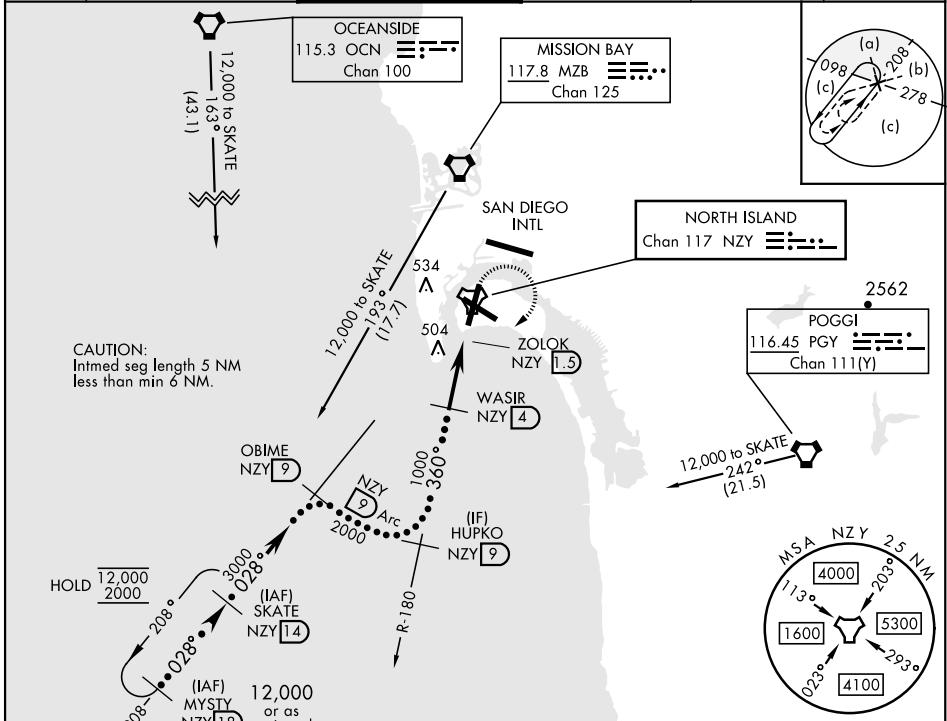 OCEANSIDE
115.3 OCN
Chan 100
12,000 to SKATE
163°
(43.1)
MISSION BAY
117.8 MZB
Chan 125
(a)
208
098
(b)
(c)
278
(c)
SAN DIEGO
INTL
NORTH ISLAND
Chan 117 NZY
534
12,000 to SKATE
193°
(17.7)
504
2562
POGGI
116.45 PGY
Chan 111(Y)
ZOLOK
NZY 1.5
CAUTION:
Intmed seg length 5 NM
less than min 6 NM.
WASIR
NZY 4
OBIME
NZY 9
1000
360°
12,000 to SKATE
242°
(21.5)
NZY
9 Arc
2000
(IF)
HUPKO
NZY 9
HOLD 12,000
2000
3000
028°
208°
(IAF)
SKATE
NZY 14
R-180
028°
MSA NZY 25 NM
4000
113°
203°
1600
5300
023°
293°
4100
(IAF)
MYSTY
NZY 18
12,000
or as
208